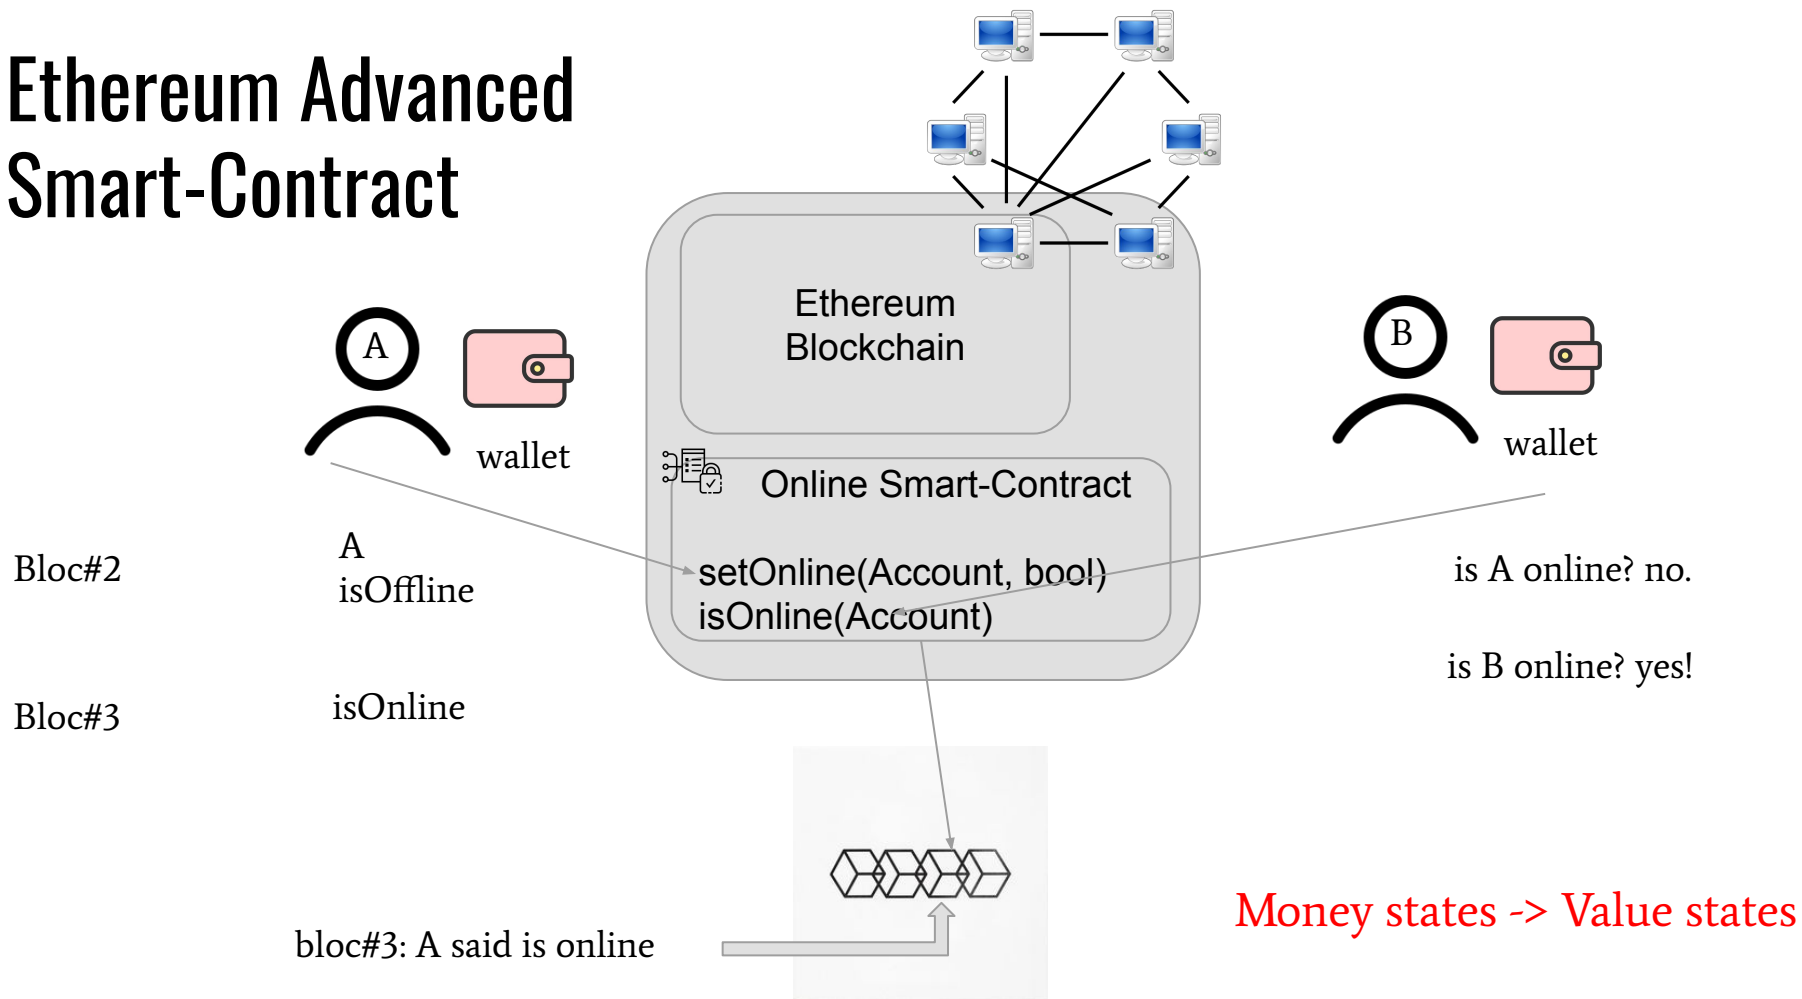 Ethereum Advanced
Smart-Contract
Ethereum
Blockchain
A
wallet
B
wallet
Online Smart-Contract
setOnline(Account, bool)
isOnline(Account)
Bloc#2
A
isOffline
is A online? no.
is B online? yes!
Bloc#3
isOnline
bloc#3: A said is online
Money states -> Value states